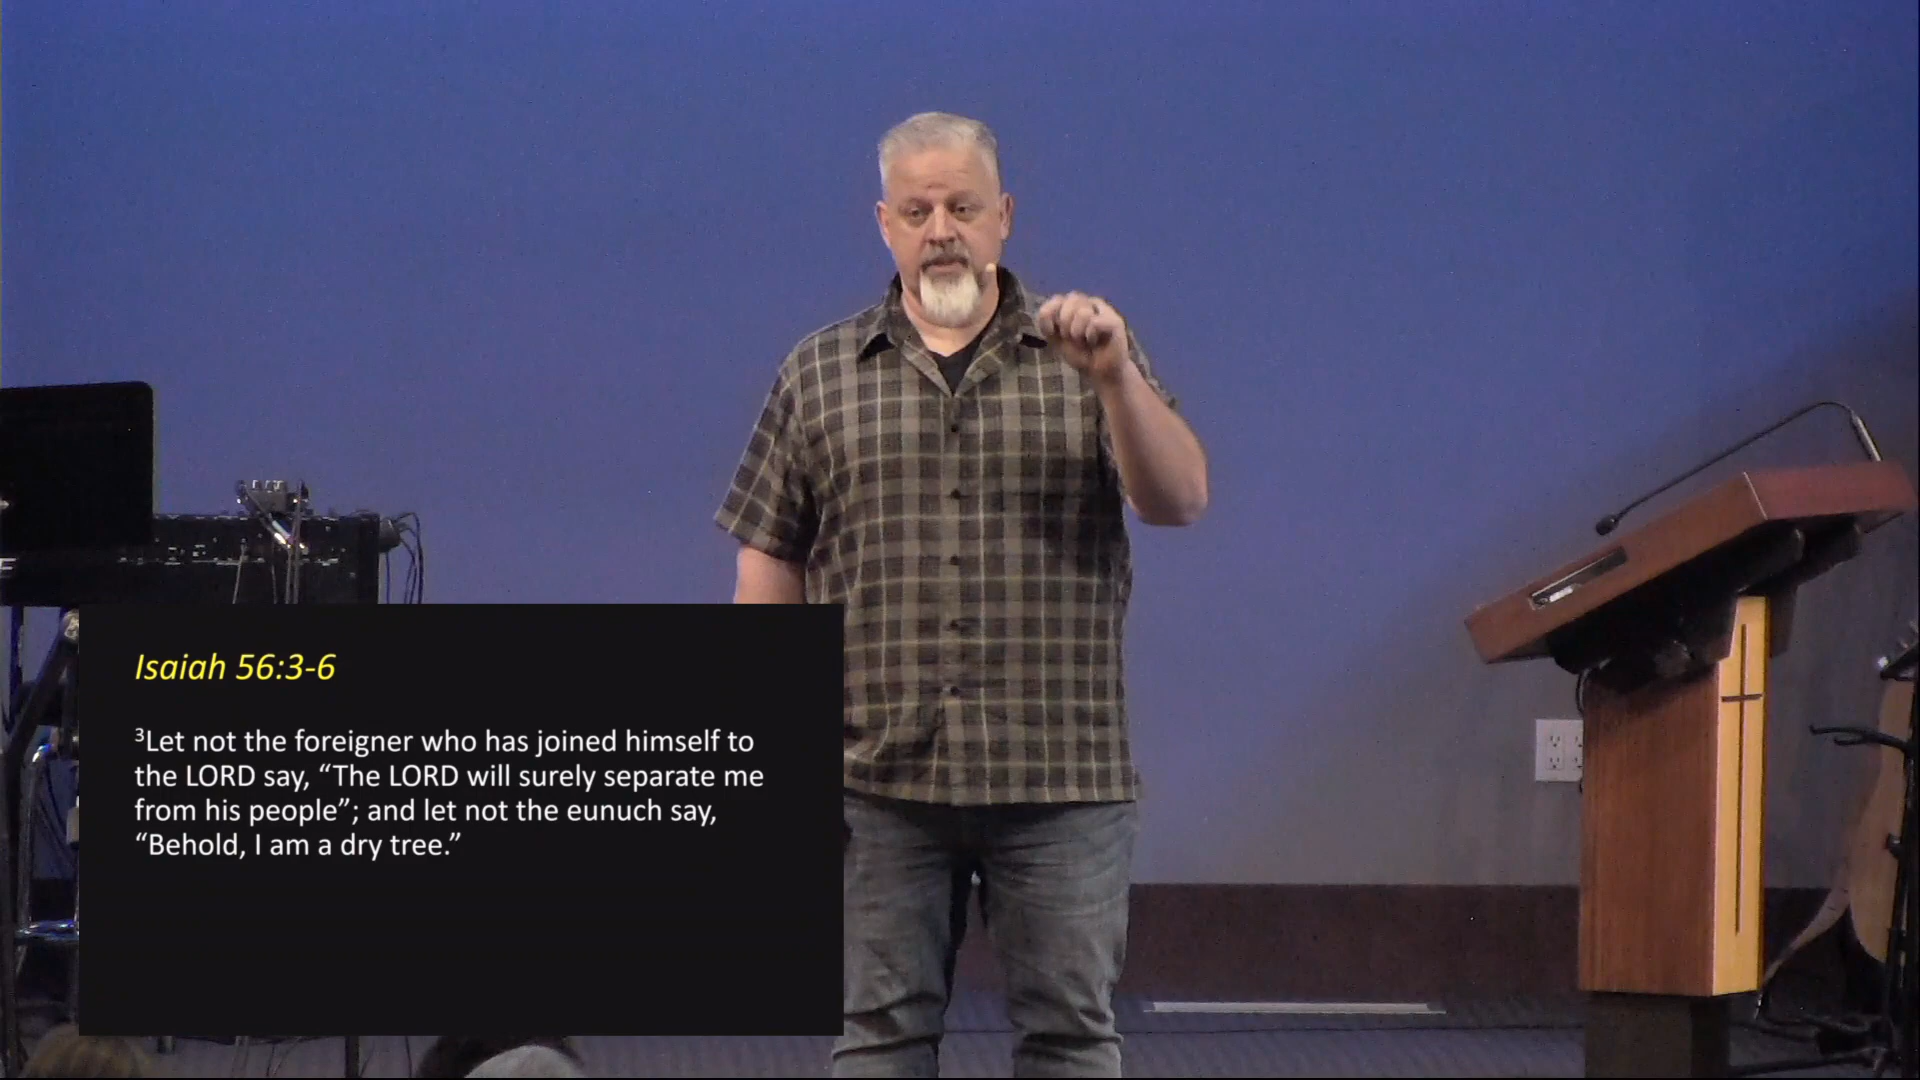 Isaiah 56:3-6
³Let not the foreigner who has joined himself to
the LORD say, “The LORD will surely separate me
from his people”; and let not the eunuch say,
“Behold, I am a dry tree.”